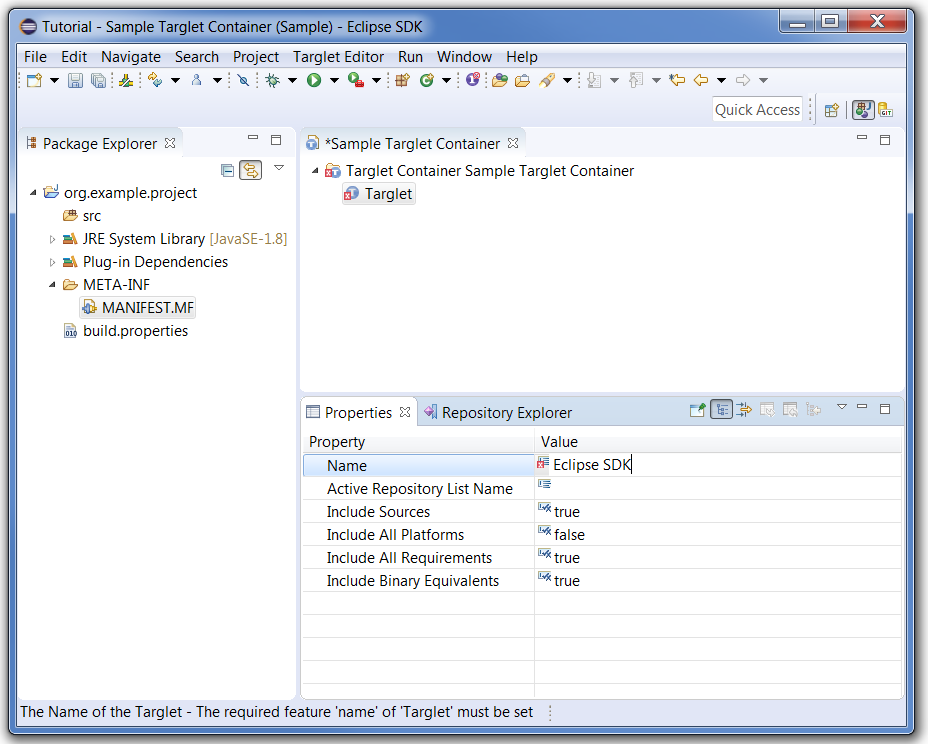 Tutorial - Sample Targlet Container (Sample) - Eclipse SDK
File Edit Navigate Search Project Targlet Editor Run Window Help
Quick Access
GIT
Package Explorer
org.example.project
src
JRE System Library [JavaSE-1.8]
Plug-in Dependencies
META-INF
MANIFEST.MF
010
build.properties
*Sample Targlet Container
Targlet Container Sample Targlet Container
Targlet
Properties Repository Explorer
Property Value
Name Eclipse SDK
Active Repository List Name
Include Sources true
Include All Platforms false
Include All Requirements true
Include Binary Equivalents true
The Name of the Targlet - The required feature 'name' of 'Targlet' must be set